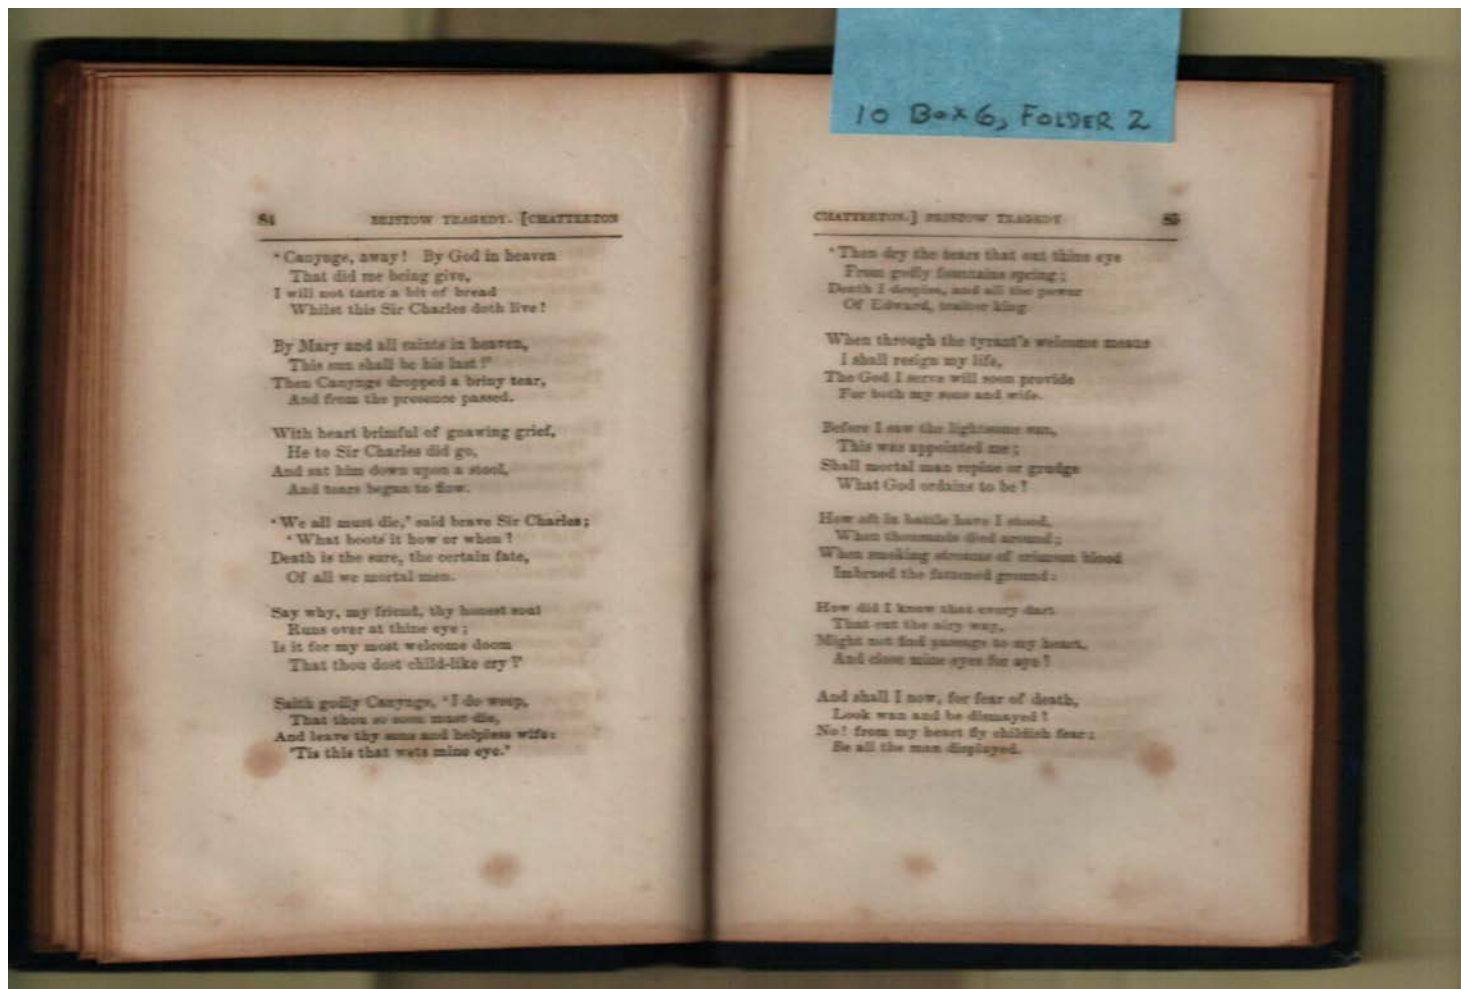 10 Box 6, FOLDER 2
84 BRISTOW TRAGEDY. [CHATTERTON
‘Canynge, away! By God in heaven
That did me being give,
I will not taste a bit of bread
Whilst this Sir Charles doth live!
By Mary and all saints in heaven,
This sun shall be his last!’
Then Canynge dropped a briny tear,
And from the presence passed.
With heart brimful of gnawing grief,
He to Sir Charles did go,
And sat him down upon a stool,
And tears began to flow.
‘We all must die,’ said brave Sir Charles;
‘What boots it how or when?
Death is the sure, the certain fate,
Of all we mortal men.
Say why, my friend, thy honest soul
Runs over at thine eye;
Is it for my most welcome doom
That thou dost child-like cry?’
Saith godly Canynge, ‘I do weep,
That thou so soon must die,
And leave thy sons and helpless wife:
’Tis this that wets mine eye.’
CHATTERTON.] BRISTOW TRAGEDY 85
‘Then dry the tears that out thine eye
From godly fountains spring;
Death I despise, and all the power
Of Edward, traitor king.
When through the tyrant's welcome means
I shall resign my life,
The God I serve will soon provide
For both my sons and wife.
Before I saw the lightsome sun,
This was appointed me;
Shall mortal man repine or grudge
What God ordains to be?
How oft in battle have I stood,
When thousands died around;
When smoking streams of crimson blood
Imbrued the fattened ground:
How did I know that every dart
That cut the airy way,
Might not find passage to my heart,
And close mine eyes for aye?
And shall I now, for fear of death,
Look wan and be dismayed?
No! from my heart fly childish fear;
Be all the man displayed.